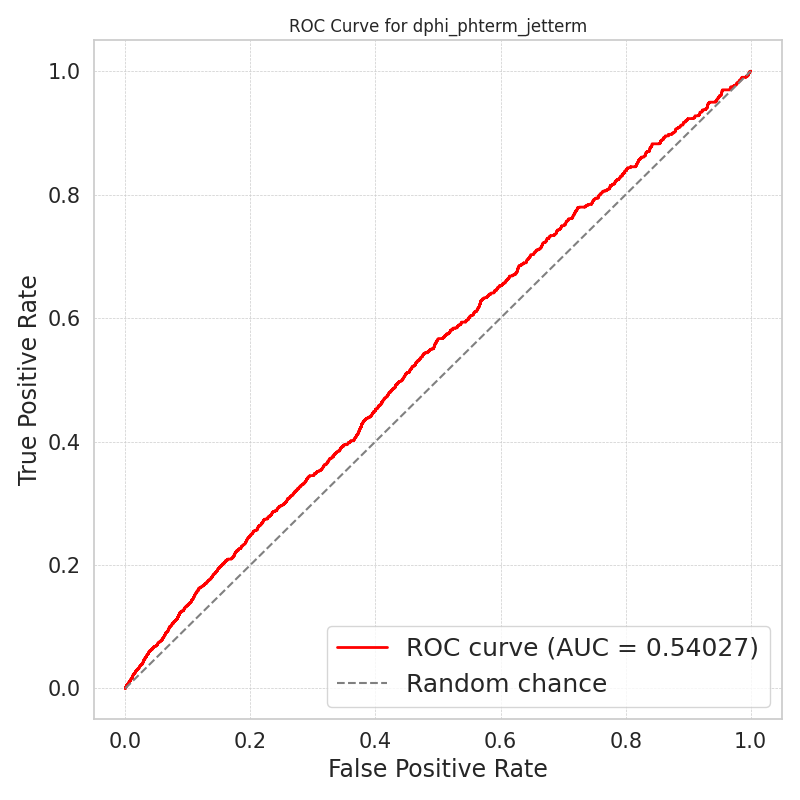 ROC Curve for dphi_phterm_jetterm
True Positive Rate
1.0
0.8
0.6
0.4
0.2
0.0
ROC curve (AUC = 0.54027)
Random chance
0.0 0.2 0.4 0.6 0.8 1.0
False Positive Rate